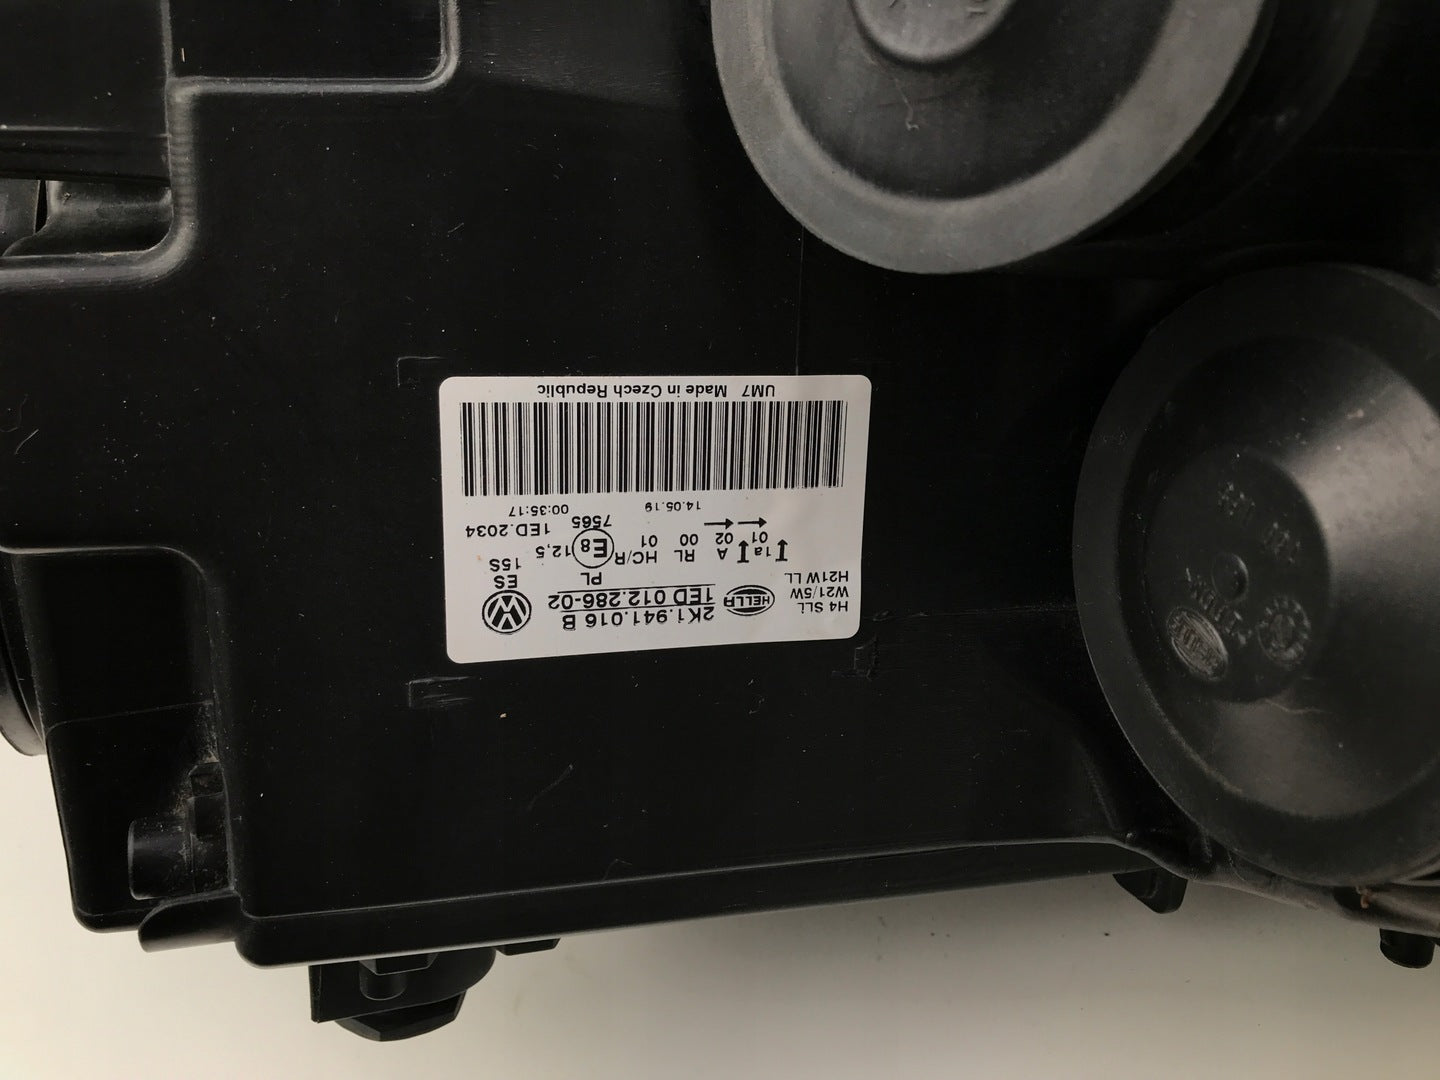 H4 SLL
W21/5W
H21W LL
HELLA
2K1.941.016 B
1ED 012.286-02
PL
ES
15S
1a
A
RL
HC/R
E8
12,5
01
02
00
01
7565
1ED.2034
14.05.19
00:35:17
UM7 Made in Czech Republic